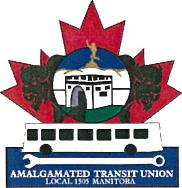 AMALGAMATED TRANSIT UNION
LOCAL 1505 MANITOBA